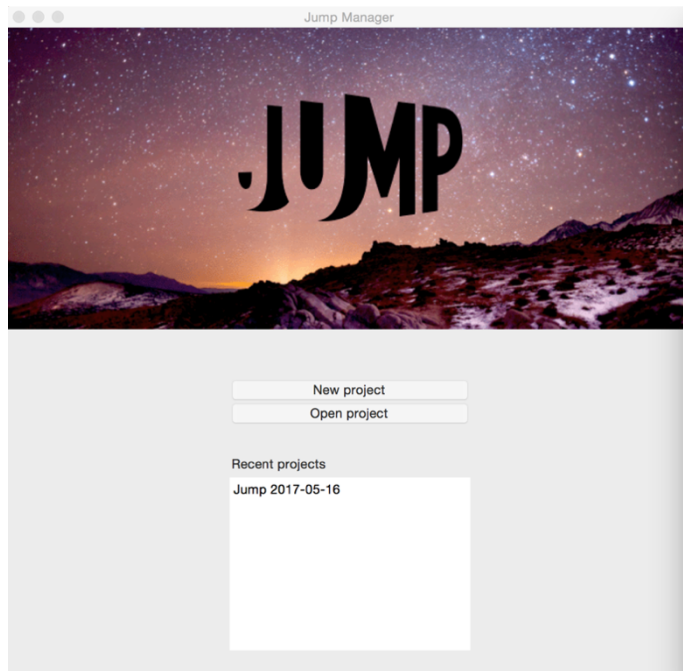 Jump Manager
JUMP
New project
Open project
Recent projects
Jump 2017-05-16